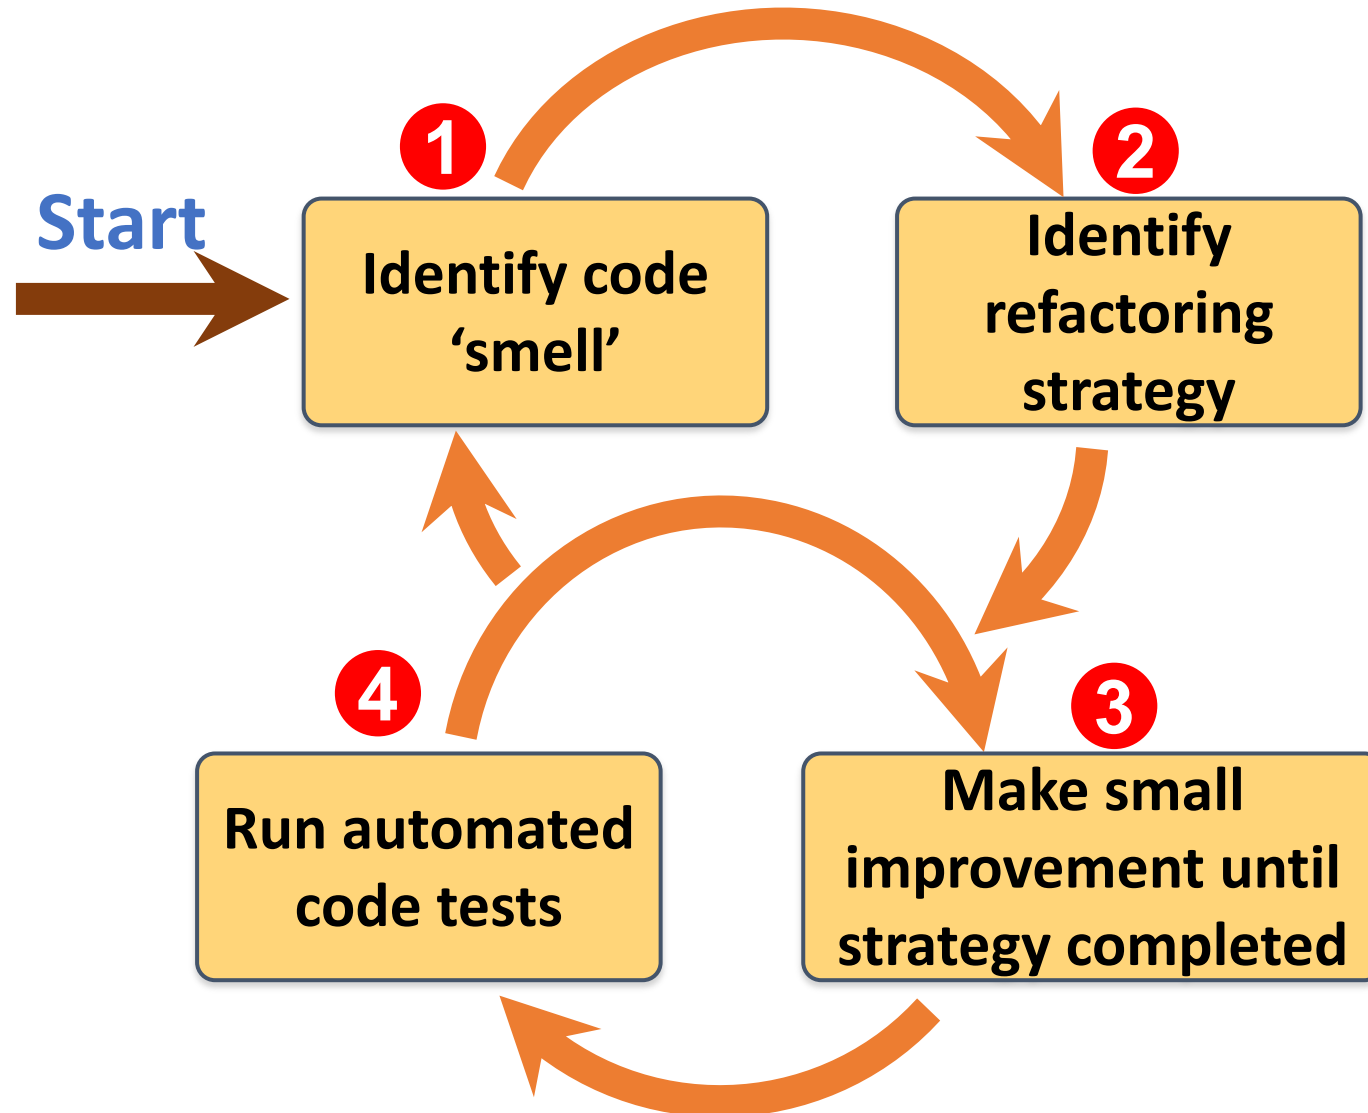 Start
1
Identify code
‘smell’
2
Identify
refactoring
strategy
3
Make small
improvement until
strategy completed
4
Run automated
code tests